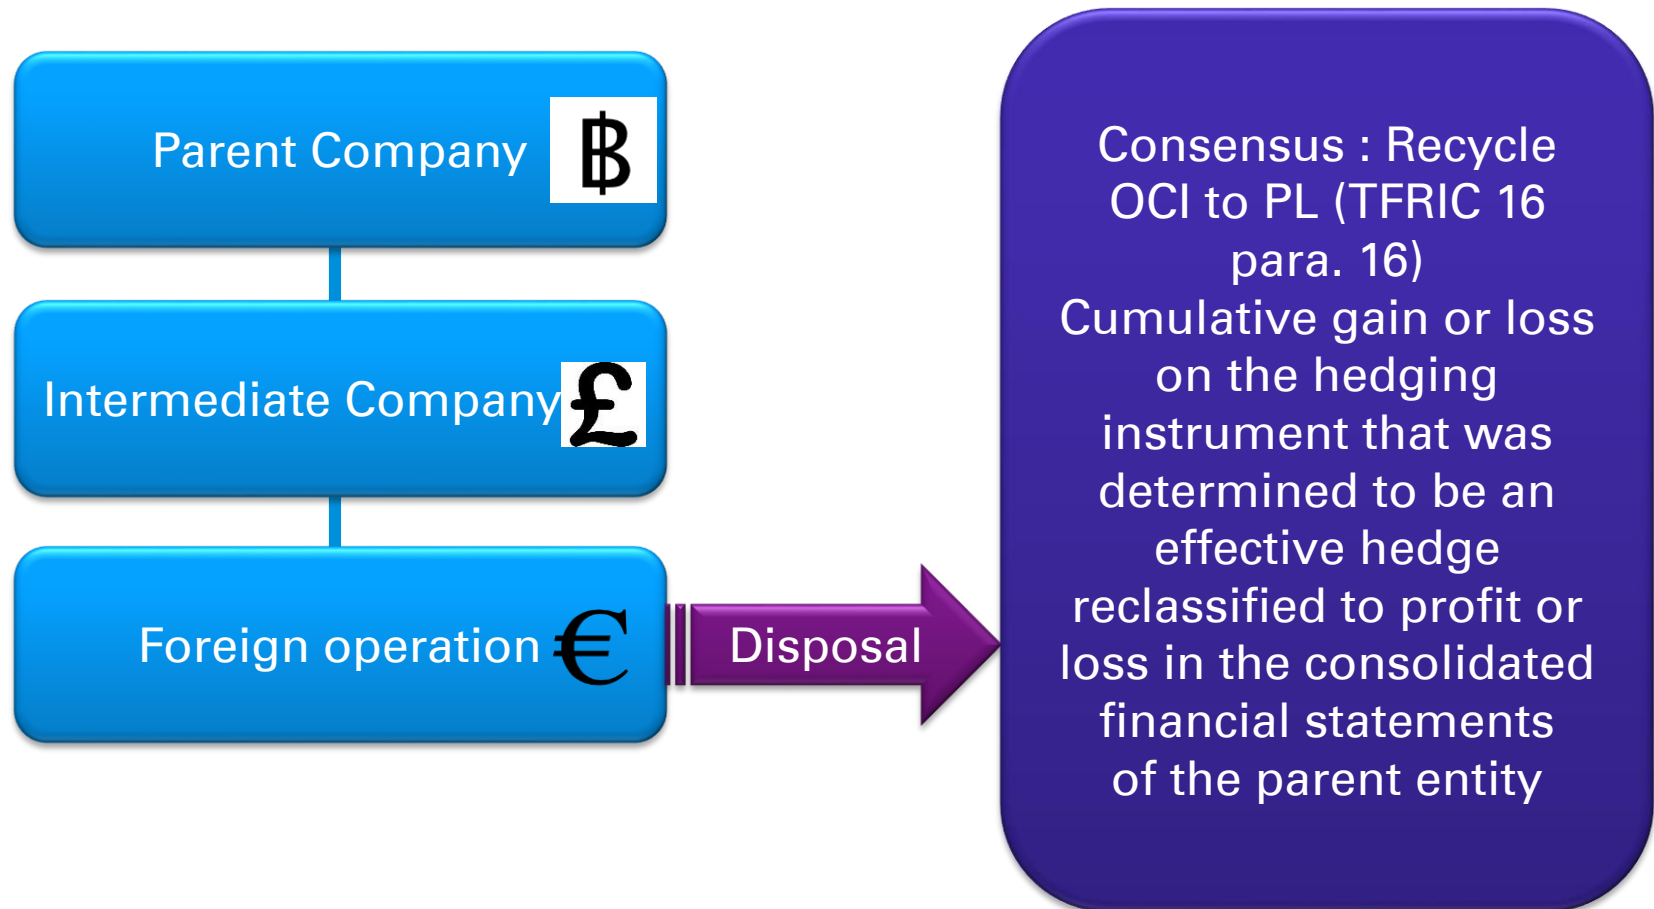 Parent Company ฿
Intermediate Company £
Foreign operation €
Disposal
Consensus : Recycle
OCI to PL (TFRIC 16
para. 16)
Cumulative gain or loss
on the hedging
instrument that was
determined to be an
effective hedge
reclassified to profit or
loss in the consolidated
financial statements
of the parent entity